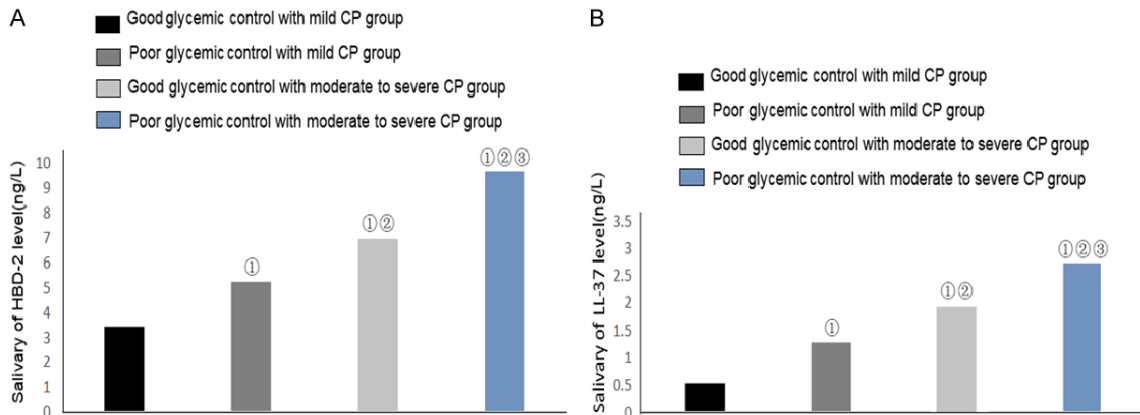 A
Good glycemic control with mild CP group
Poor glycemic control with mild CP group
Good glycemic control with moderate to severe CP group
Poor glycemic control with moderate to severe CP group
Salivary of HBD-2 level(ng/L)
10
9
8
7
6
5
4
3
2
1
0
①
①②
①②③
B
Good glycemic control with mild CP group
Poor glycemic control with mild CP group
Good glycemic control with moderate to severe CP group
Poor glycemic control with moderate to severe CP group
Salivary of LL-37 level(ng/L)
3.5
3
2.5
2
1.5
1
0.5
0
①
①②
①②③